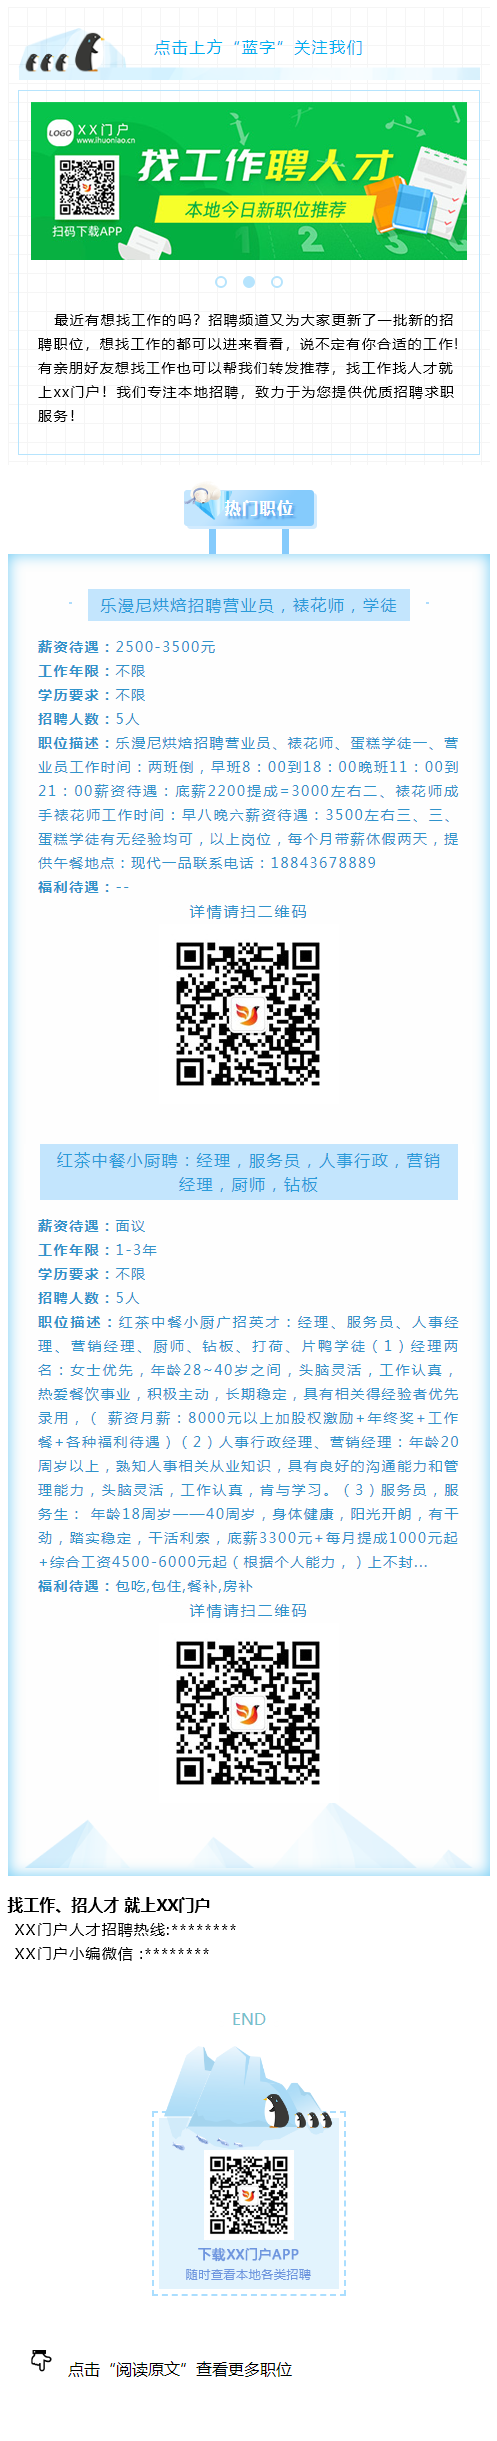 点击上方“蓝字”关注我们
LOGO
XX门户
www.ihuoniao.cn
找工作聘人才
本地今日新职位推荐
扫码下载APP
最近有想找工作的吗？招聘频道又为大家更新了一批新的招
聘职位，想找工作的都可以进来看看，说不定有你合适的工作!
有亲朋好友想找工作也可以帮我们转发推荐，找工作找人才就
上xx门户！我们专注本地招聘，致力于为您提供优质招聘求职
服务!
热门职位
乐漫尼烘焙招聘营业员，裱花师，学徒
薪资待遇：2500-3500元
工作年限：不限
学历要求：不限
招聘人数：5人
职位描述：乐漫尼烘焙招聘营业员、裱花师、蛋糕学徒一、营
业员工作时间：两班倒，早班8：00到18：00晚班11：00到
21：00薪资待遇：底薪2200提成=3000左右二、裱花师成
手裱花师工作时间：早八晚六薪资待遇：3500左右三、三、
蛋糕学徒有无经验均可，以上岗位，每个月带薪休假两天，提
供午餐地点：现代一品联系电话：18843678889
福利待遇：--
详情请扫二维码
红茶中餐小厨聘：经理，服务员，人事行政，营销
经理，厨师，钻板
薪资待遇：面议
工作年限：1-3年
学历要求：不限
招聘人数：5人
职位描述：红茶中餐小厨广招英才：经理、服务员、人事经
理、营销经理、厨师、钻板、打荷、片鸭学徒（1）经理两
名：女士优先，年龄28~40岁之间，头脑灵活，工作认真，
热爱餐饮事业，积极主动，长期稳定，具有相关得经验者优先
录用，（ 薪资月薪：8000元以上加股权激励+年终奖+工作
餐+各种福利待遇）（2）人事行政经理、营销经理：年龄20
周岁以上，熟知人事相关从业知识，具有良好的沟通能力和管
理能力，头脑灵活，工作认真，肯与学习。（3）服务员，服
务生： 年龄18周岁——40周岁，身体健康，阳光开朗，有干
劲，踏实稳定，干活利索，底薪3300元+每月提成1000元起
+综合工资4500-6000元起（根据个人能力，）上不封...
福利待遇：包吃,包住,餐补,房补
详情请扫二维码
找工作、招人才 就上XX门户
XX门户人才招聘热线:********
XX门户小编微信 :********
END
下载XX门户APP
随时查看本地各类招聘
点击“阅读原文”查看更多职位